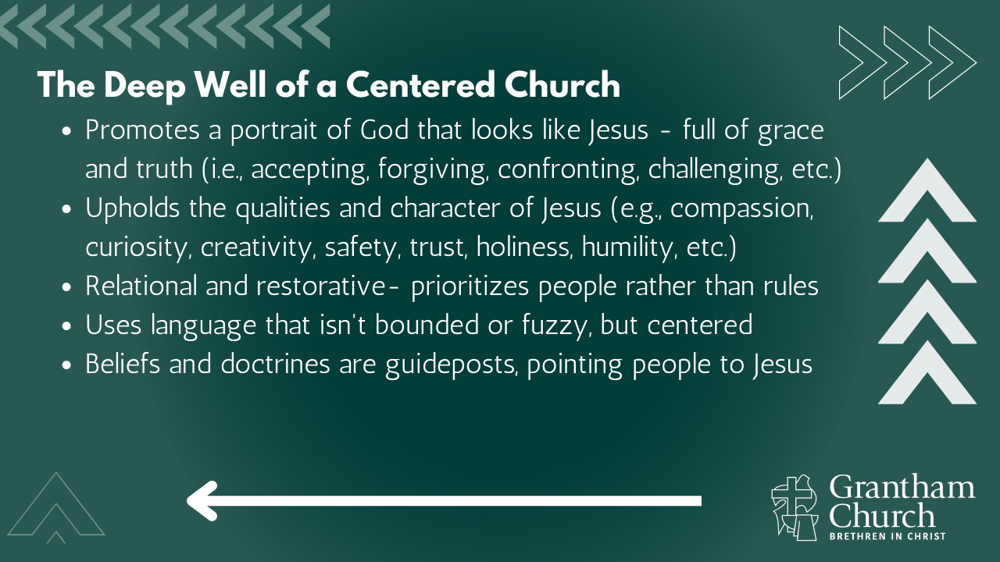 The Deep Well of a Centered Church
• Promotes a portrait of God that looks like Jesus - full of grace
and truth (i.e., accepting, forgiving, confronting, challenging, etc.)
• Upholds the qualities and character of Jesus (e.g., compassion,
curiosity, creativity, safety, trust, holiness, humility, etc.)
• Relational and restorative- prioritizes people rather than rules
• Uses language that isn't bounded or fuzzy, but centered
• Beliefs and doctrines are guideposts, pointing people to Jesus
Grantham
Church
BRETHREN IN CHRIST